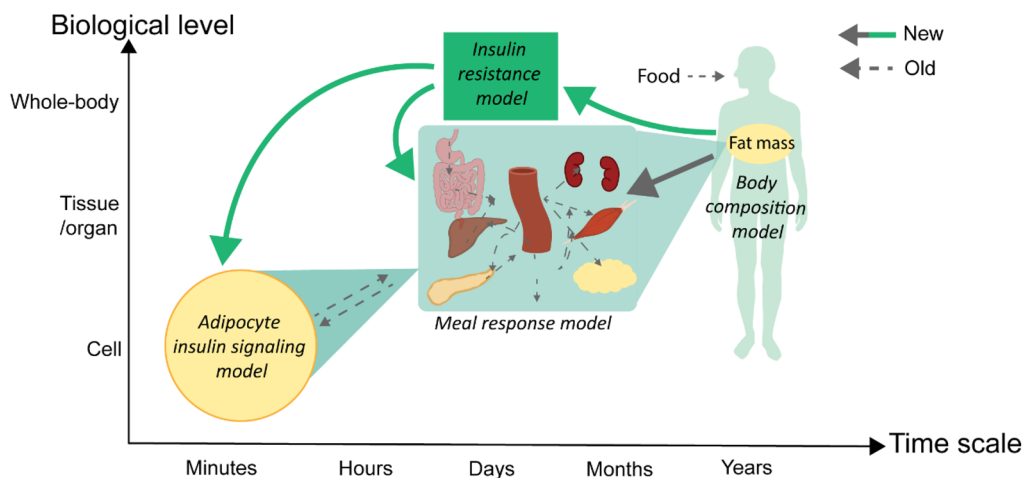 Biological level
New
Old
Whole-body
Tissue
/organ
Cell
Insulin
resistance
model
Food
Fat mass
Body
composition
model
Meal response model
Adipocyte
insulin signaling
model
Time scale
Minutes
Hours
Days
Months
Years